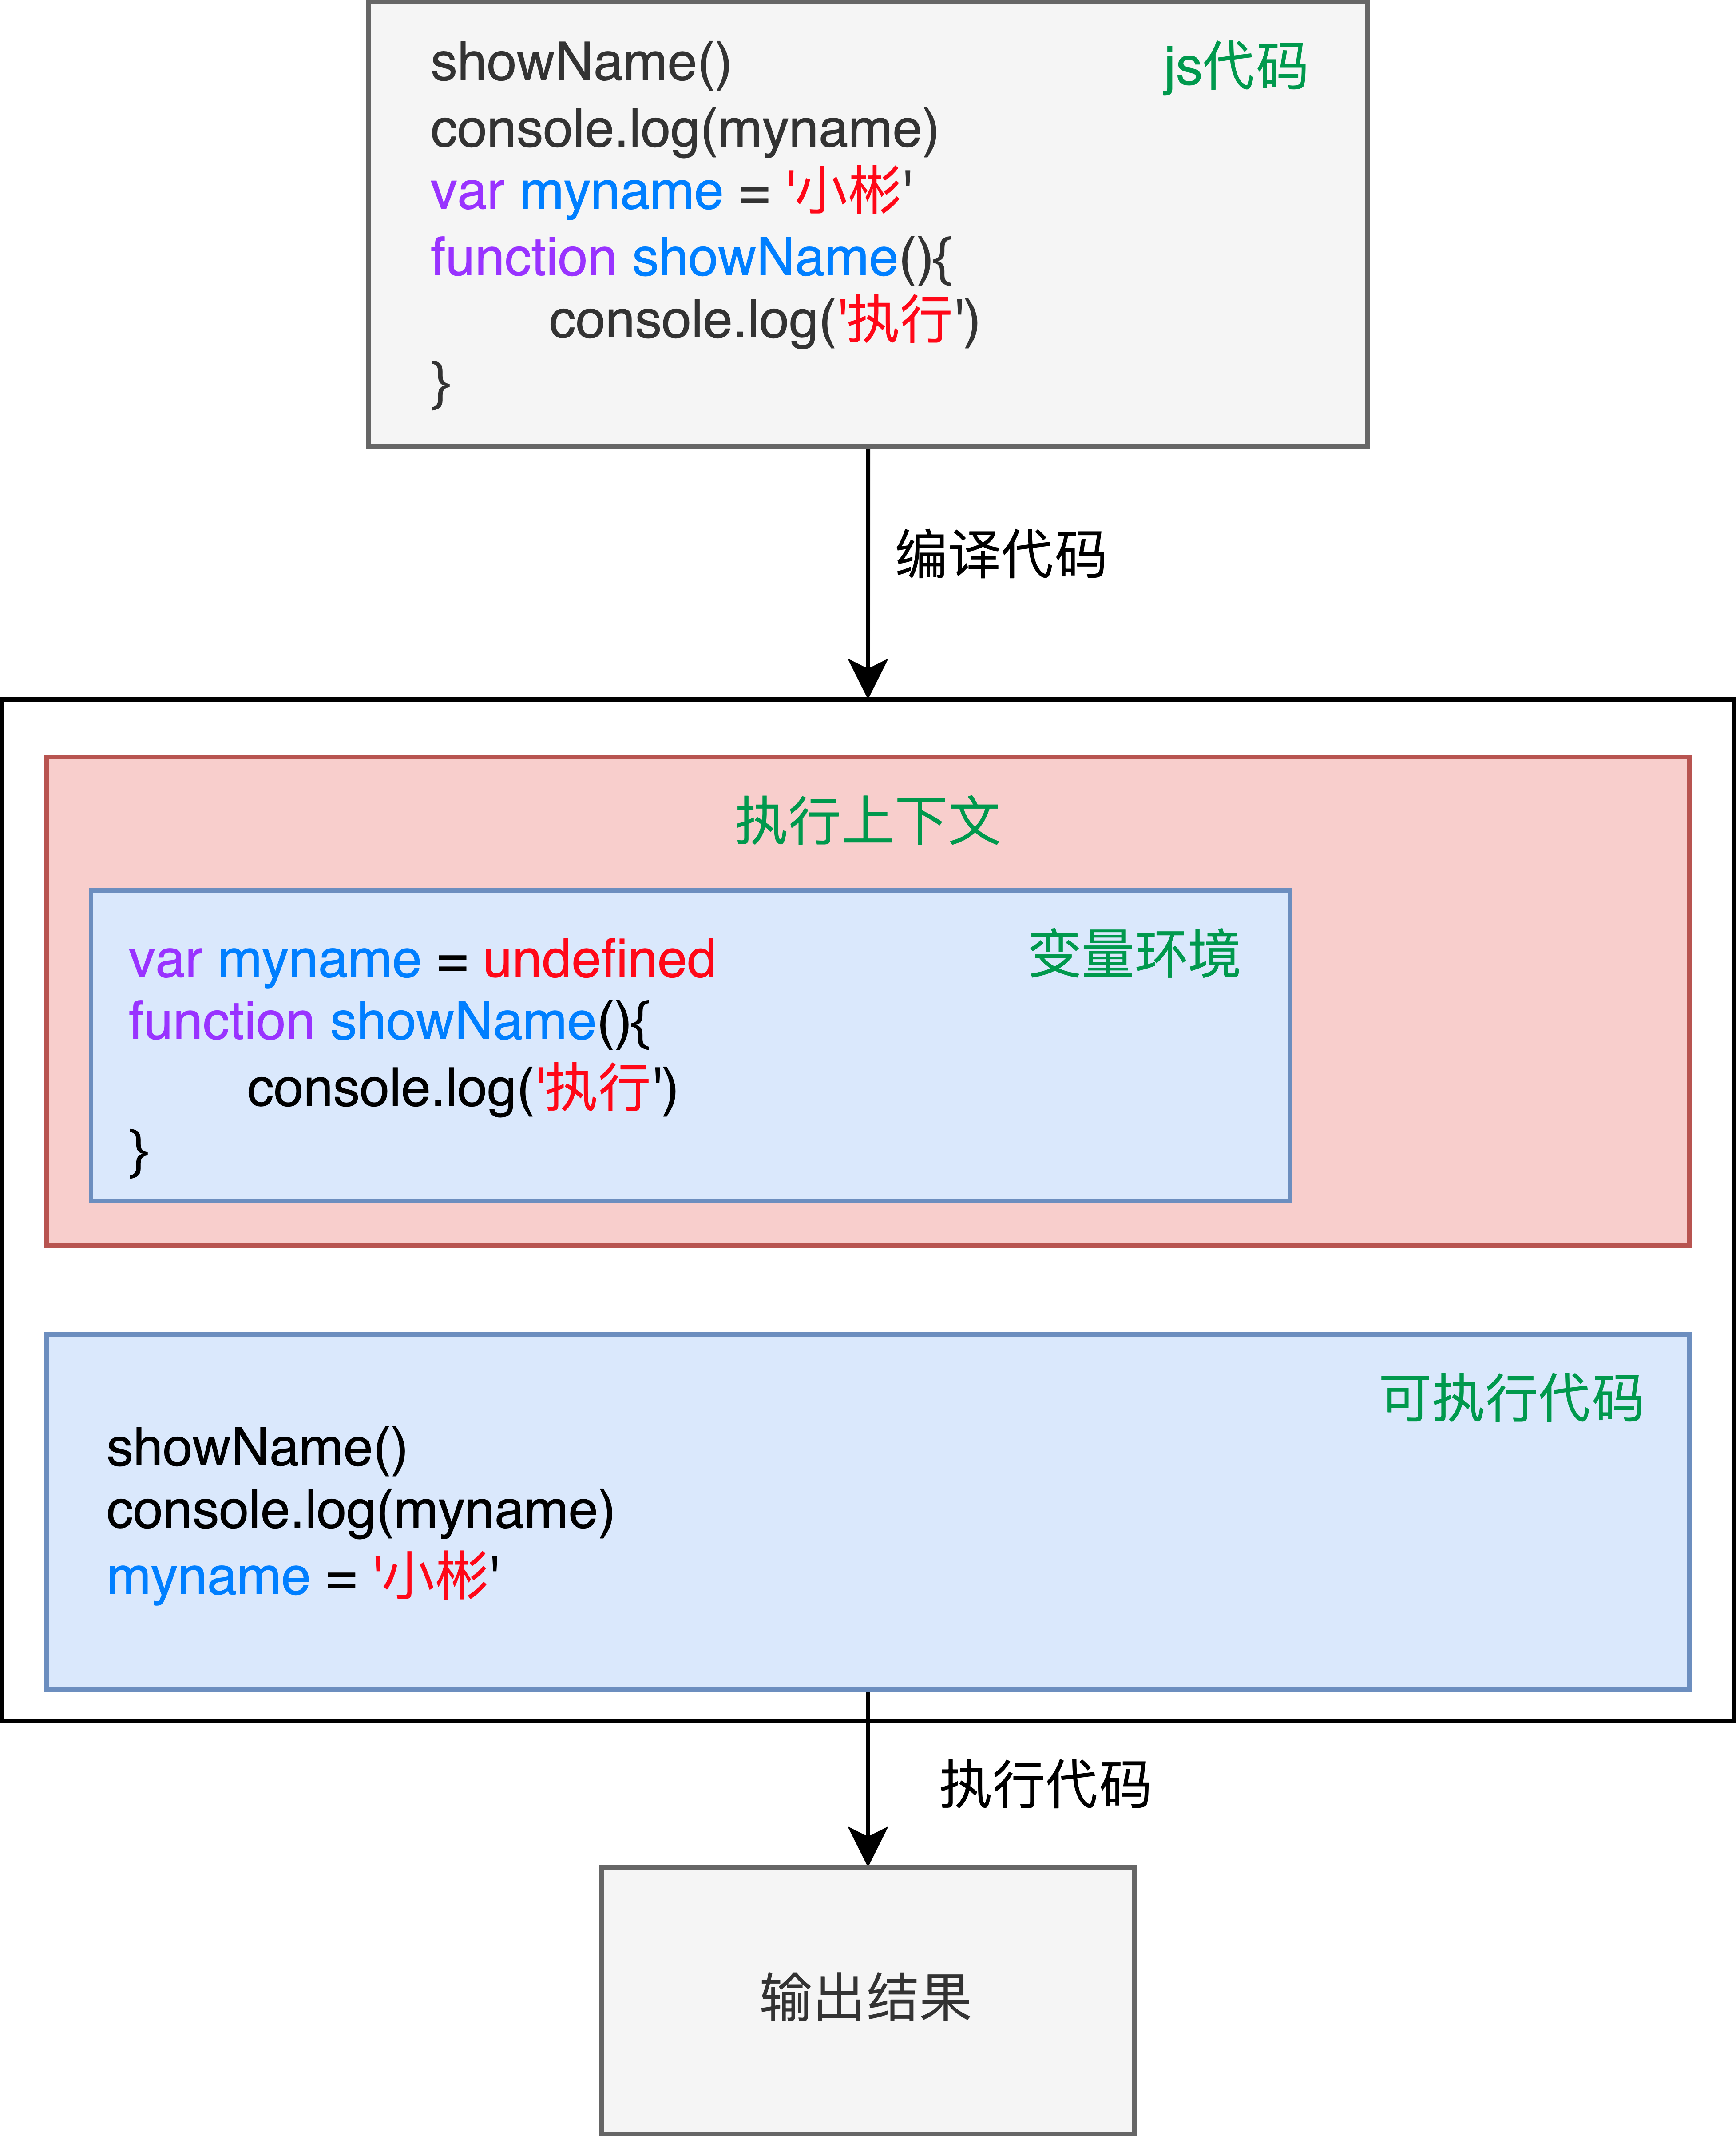 showName()
js代码
console.log(myname)
var myname = '小彬'
function showName(){
console.log('执行')
}
编译代码
执行上下文
变量环境
var myname = undefined
function showName(){
console.log('执行')
}
可执行代码
showName()
console.log(myname)
myname = '小彬'
执行代码
输出结果